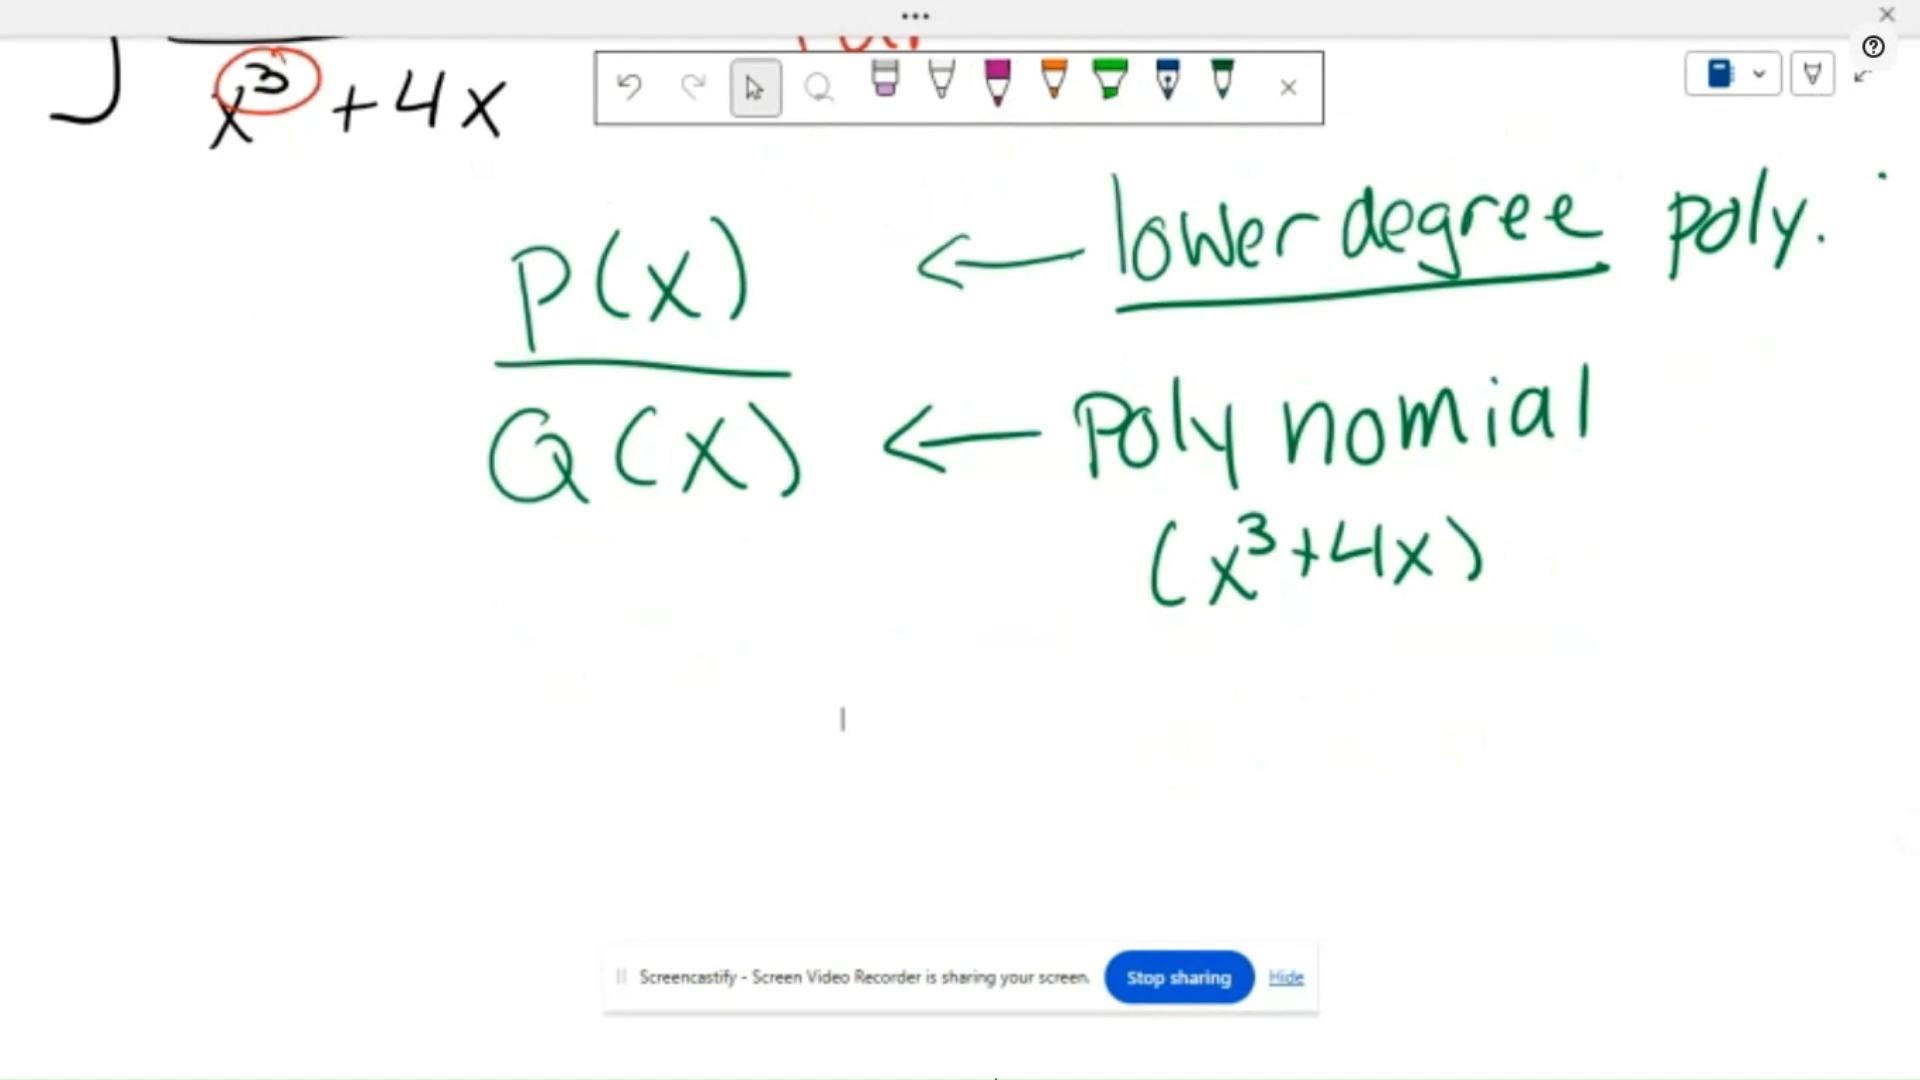 ∫ x³ + 4x
P(x) ← lower degree poly.
Q(x) ← Polynomial
(x³+4x)
Screencastify - Screen Video Recorder is sharing your screen. Stop sharing Hide